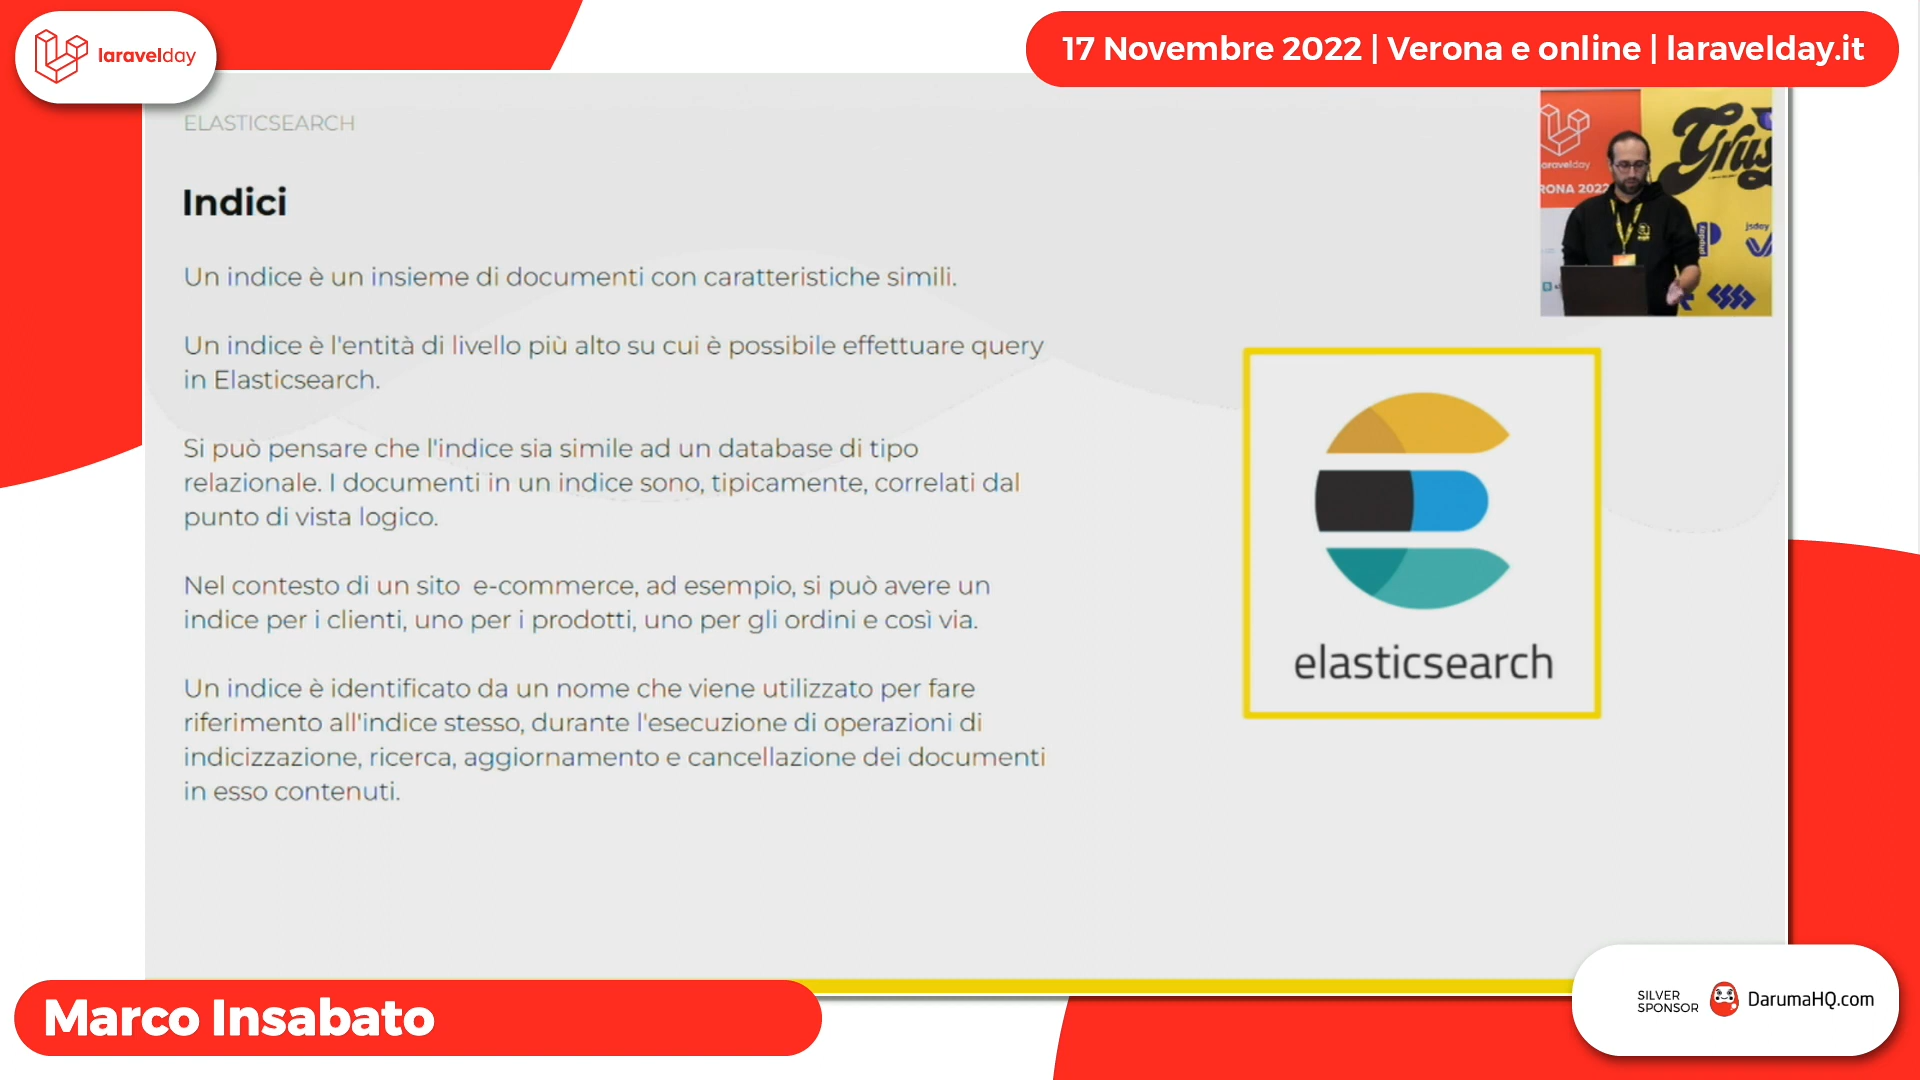 laravelday
17 Novembre 2022 | Verona e online | laravelday.it
ELASTICSEARCH
Indici
Un indice è un insieme di documenti con caratteristiche simili.
Un indice è l'entità di livello più alto su cui è possibile effettuare query
in Elasticsearch.
Si può pensare che l'indice sia simile ad un database di tipo
relazionale. I documenti in un indice sono, tipicamente, correlati dal
punto di vista logico.
Nel contesto di un sito e-commerce, ad esempio, si può avere un
indice per i clienti, uno per i prodotti, uno per gli ordini e così via.
Un indice è identificato da un nome che viene utilizzato per fare
riferimento all'indice stesso, durante l'esecuzione di operazioni di
indicizzazione, ricerca, aggiornamento e cancellazione dei documenti
in esso contenuti.
aravelday
RONA 2022
Grus
phpday
jsday
elasticsearch
Marco Insabato
SILVER
SPONSOR
DarumaHQ.com